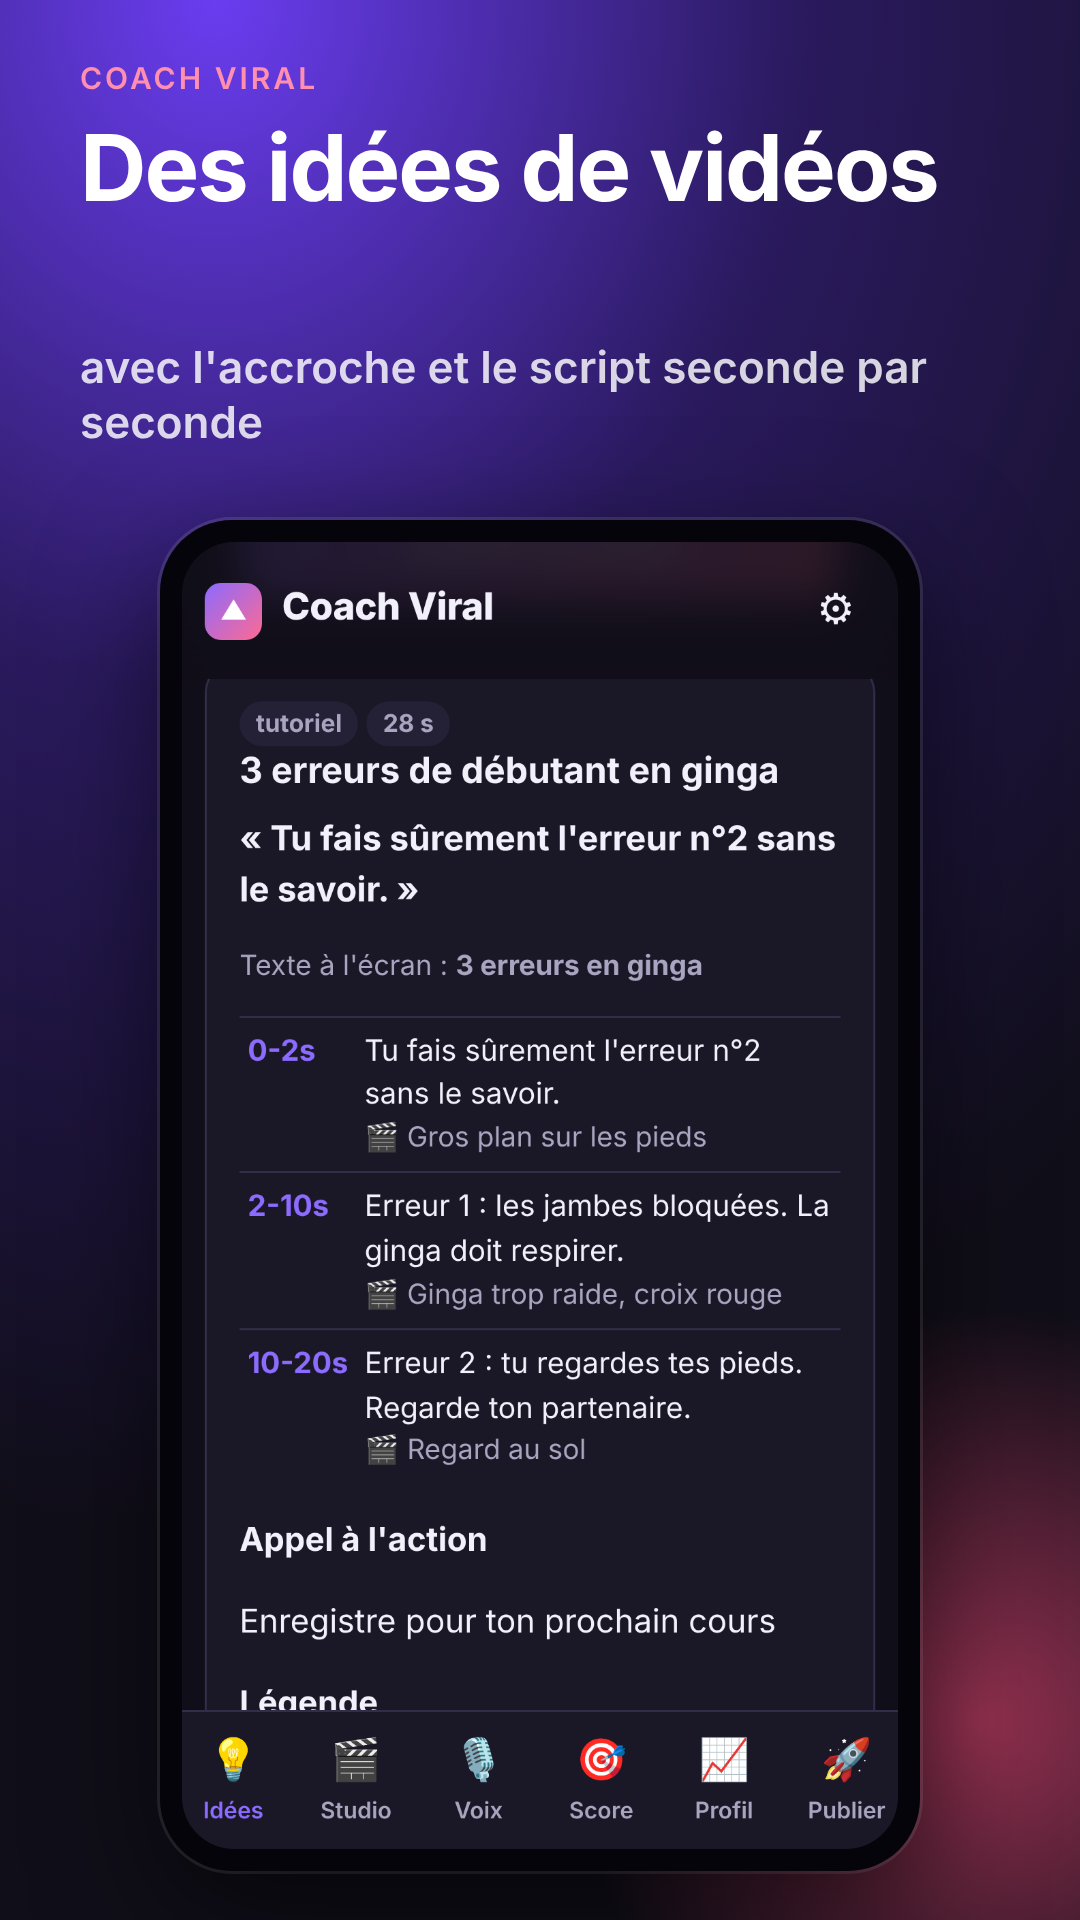 COACH VIRAL
Des idées de vidéos
avec l'accroche et le script seconde par
seconde
Coach Viral
tutoriel 28 s
3 erreurs de débutant en ginga
« Tu fais sûrement l'erreur n°2 sans
le savoir. »
Texte à l'écran : 3 erreurs en ginga
0-2s Tu fais sûrement l'erreur n°2
sans le savoir.
🎬 Gros plan sur les pieds
2-10s Erreur 1 : les jambes bloquées. La
ginga doit respirer.
🎬 Ginga trop raide, croix rouge
10-20s Erreur 2 : tu regardes tes pieds.
Regarde ton partenaire.
🎬 Regard au sol
Appel à l'action
Enregistre pour ton prochain cours
Légende
Idées Studio Voix Score Profil Publier